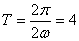 T = 2π / 2ω = 4